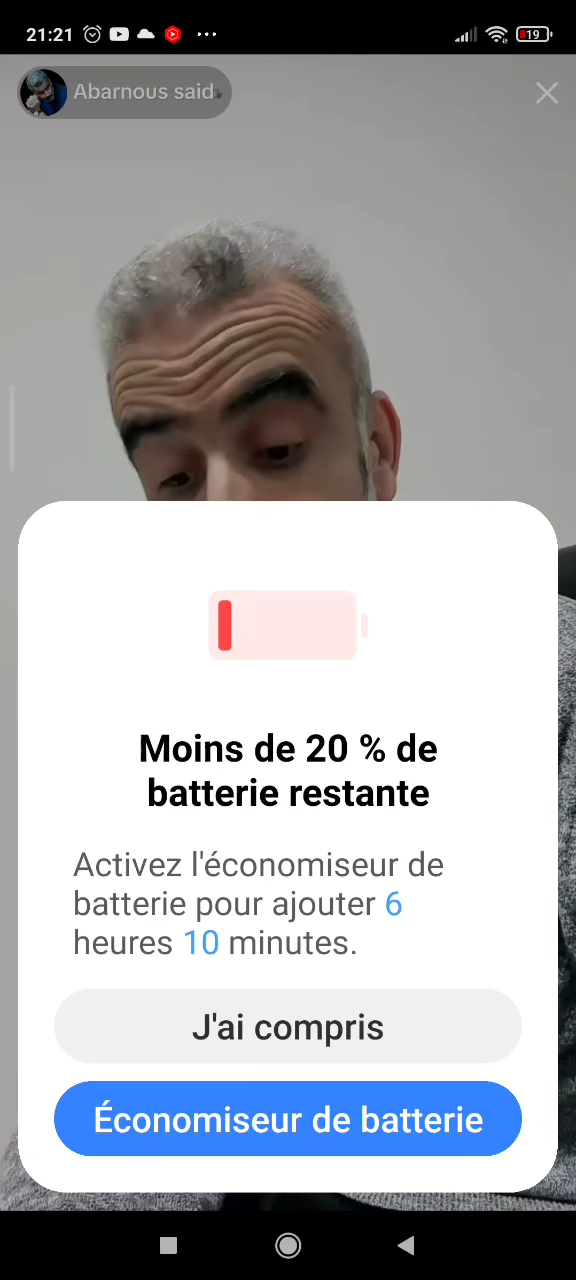 21:21
19
Abarnous said
Moins de 20 % de
batterie restante
Activez l'économiseur de
batterie pour ajouter 6
heures 10 minutes.
J'ai compris
Économiseur de batterie